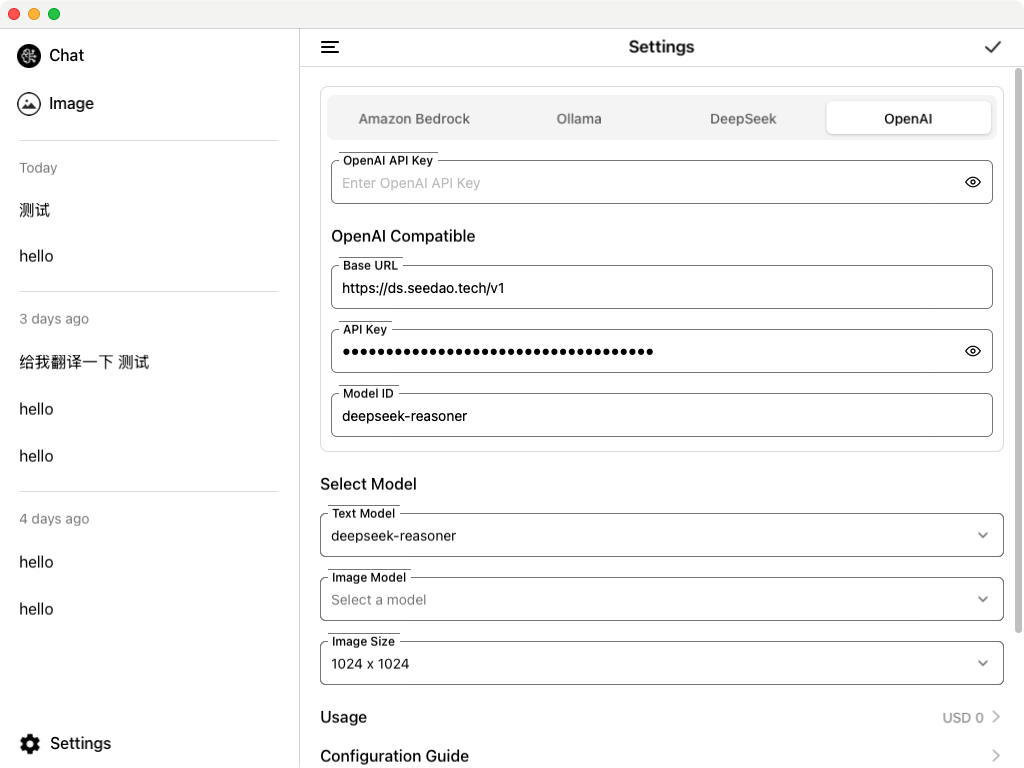 Settings
Chat
Image
Today
测试
hello
3 days ago
给我翻译一下 测试
hello
hello
4 days ago
hello
hello
Settings
Amazon Bedrock
Ollama
DeepSeek
OpenAI
OpenAI API Key
Enter OpenAI API Key
OpenAI Compatible
Base URL
https://ds.seedao.tech/v1
API Key
••••••••••••••••••••••••••••••••••••
Model ID
deepseek-reasoner
Select Model
Text Model
deepseek-reasoner
Image Model
Select a model
Image Size
1024 x 1024
Usage
USD 0
Configuration Guide